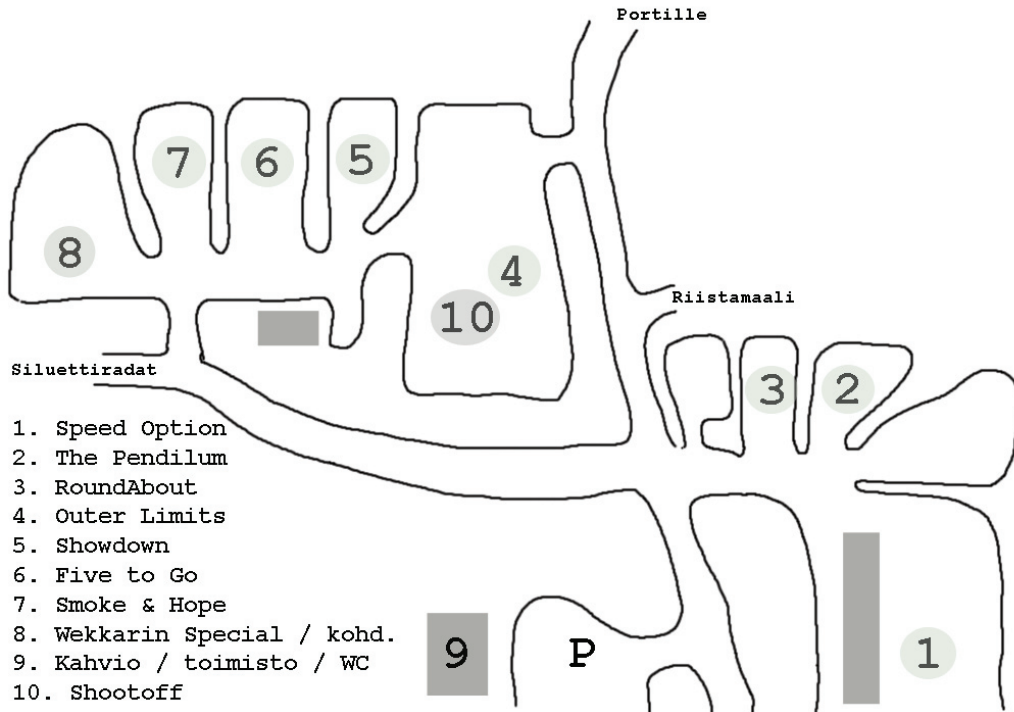 Portille
7
6
5
8
4
10
Riistamaali
Siluettiradat
3
2
1. Speed Option
2. The Pendilum
3. RoundAbout
4. Outer Limits
5. Showdown
6. Five to Go
7. Smoke & Hope
8. Wekkarin Special / kohd.
9. Kahvio / toimisto / WC
10. Shootoff
9
P
1